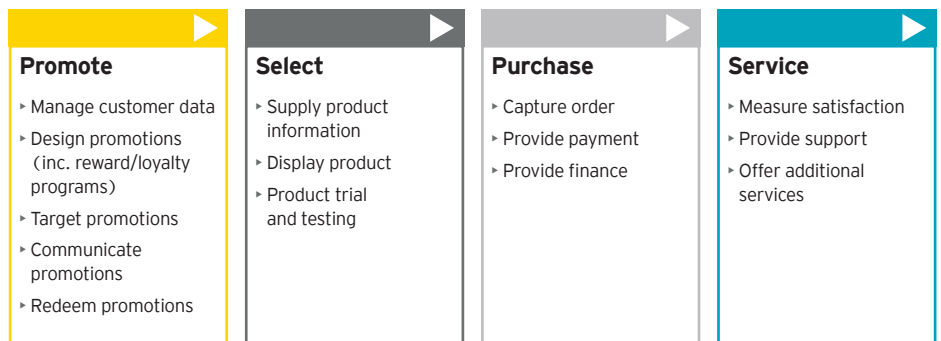 Promote
‣ Manage customer data
‣ Design promotions
(inc. reward/loyalty
programs)
‣ Target promotions
‣ Communicate
promotions
‣ Redeem promotions
Select
‣ Supply product
information
‣ Display product
‣ Product trial
and testing
Purchase
‣ Capture order
‣ Provide payment
‣ Provide finance
Service
‣ Measure satisfaction
‣ Provide support
‣ Offer additional
services